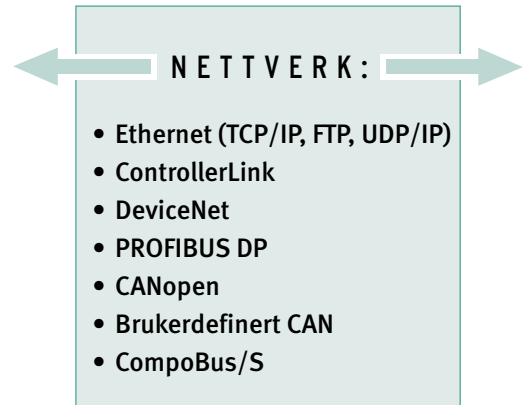 NETTVERK:
• Ethernet (TCP/IP, FTP, UDP/IP)
• ControllerLink
• DeviceNet
• PROFIBUS DP
• CANopen
• Brukerdefinert CAN
• CompoBus/S